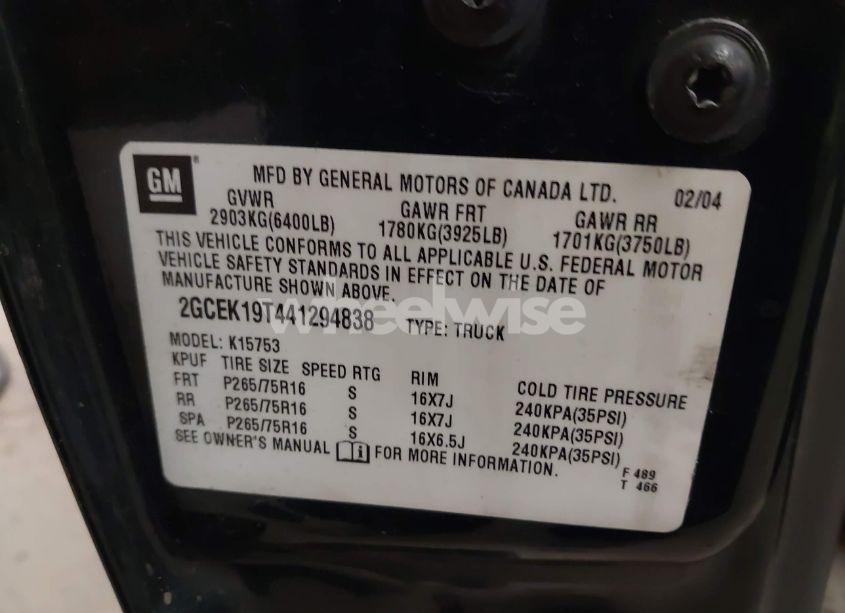 GM ® MFD BY GENERAL MOTORS OF CANADA LTD. 02/04
GVWR GAWR FRT GAWR RR
2903KG(6400LB) 1780KG(3925LB) 1701KG(3750LB)
THIS VEHICLE CONFORMS TO ALL APPLICABLE U.S. FEDERAL MOTOR
VEHICLE SAFETY STANDARDS IN EFFECT ON THE DATE OF
MANUFACTURE SHOWN ABOVE.
wheelwise
2GCEK19T441294838 TYPE: TRUCK
MODEL: K15753
KPUF TIRE SIZE SPEED RTG RIM COLD TIRE PRESSURE
FRT P265/75R16 S 16X7J 240KPA(35PSI)
RR P265/75R16 S 16X7J 240KPA(35PSI)
SPA P265/75R16 S 16X6.5J 240KPA(35PSI)
SEE OWNER'S MANUAL FOR MORE INFORMATION.
F 489
T 466